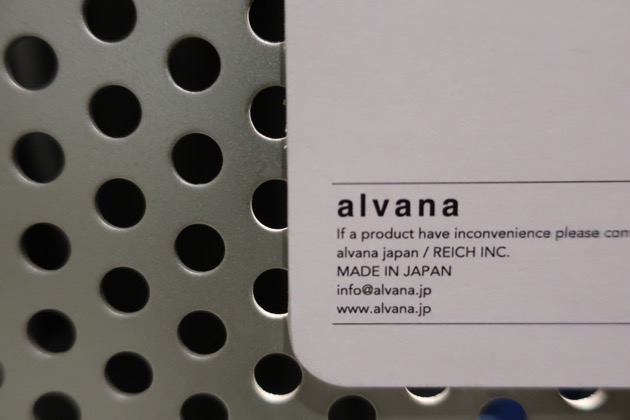 alvana
If a product have inconvenience please
alvana japan / REICH INC.
MADE IN JAPAN
info@alvana.jp
www.alvana.jp